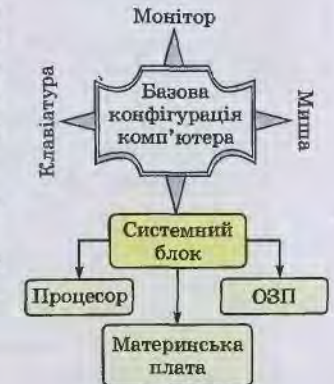 Монітор
Клавіатура
Базова
конфігурація
комп'ютера
Миша
Системний
блок
Процесор
ОЗП
Материнська
плата